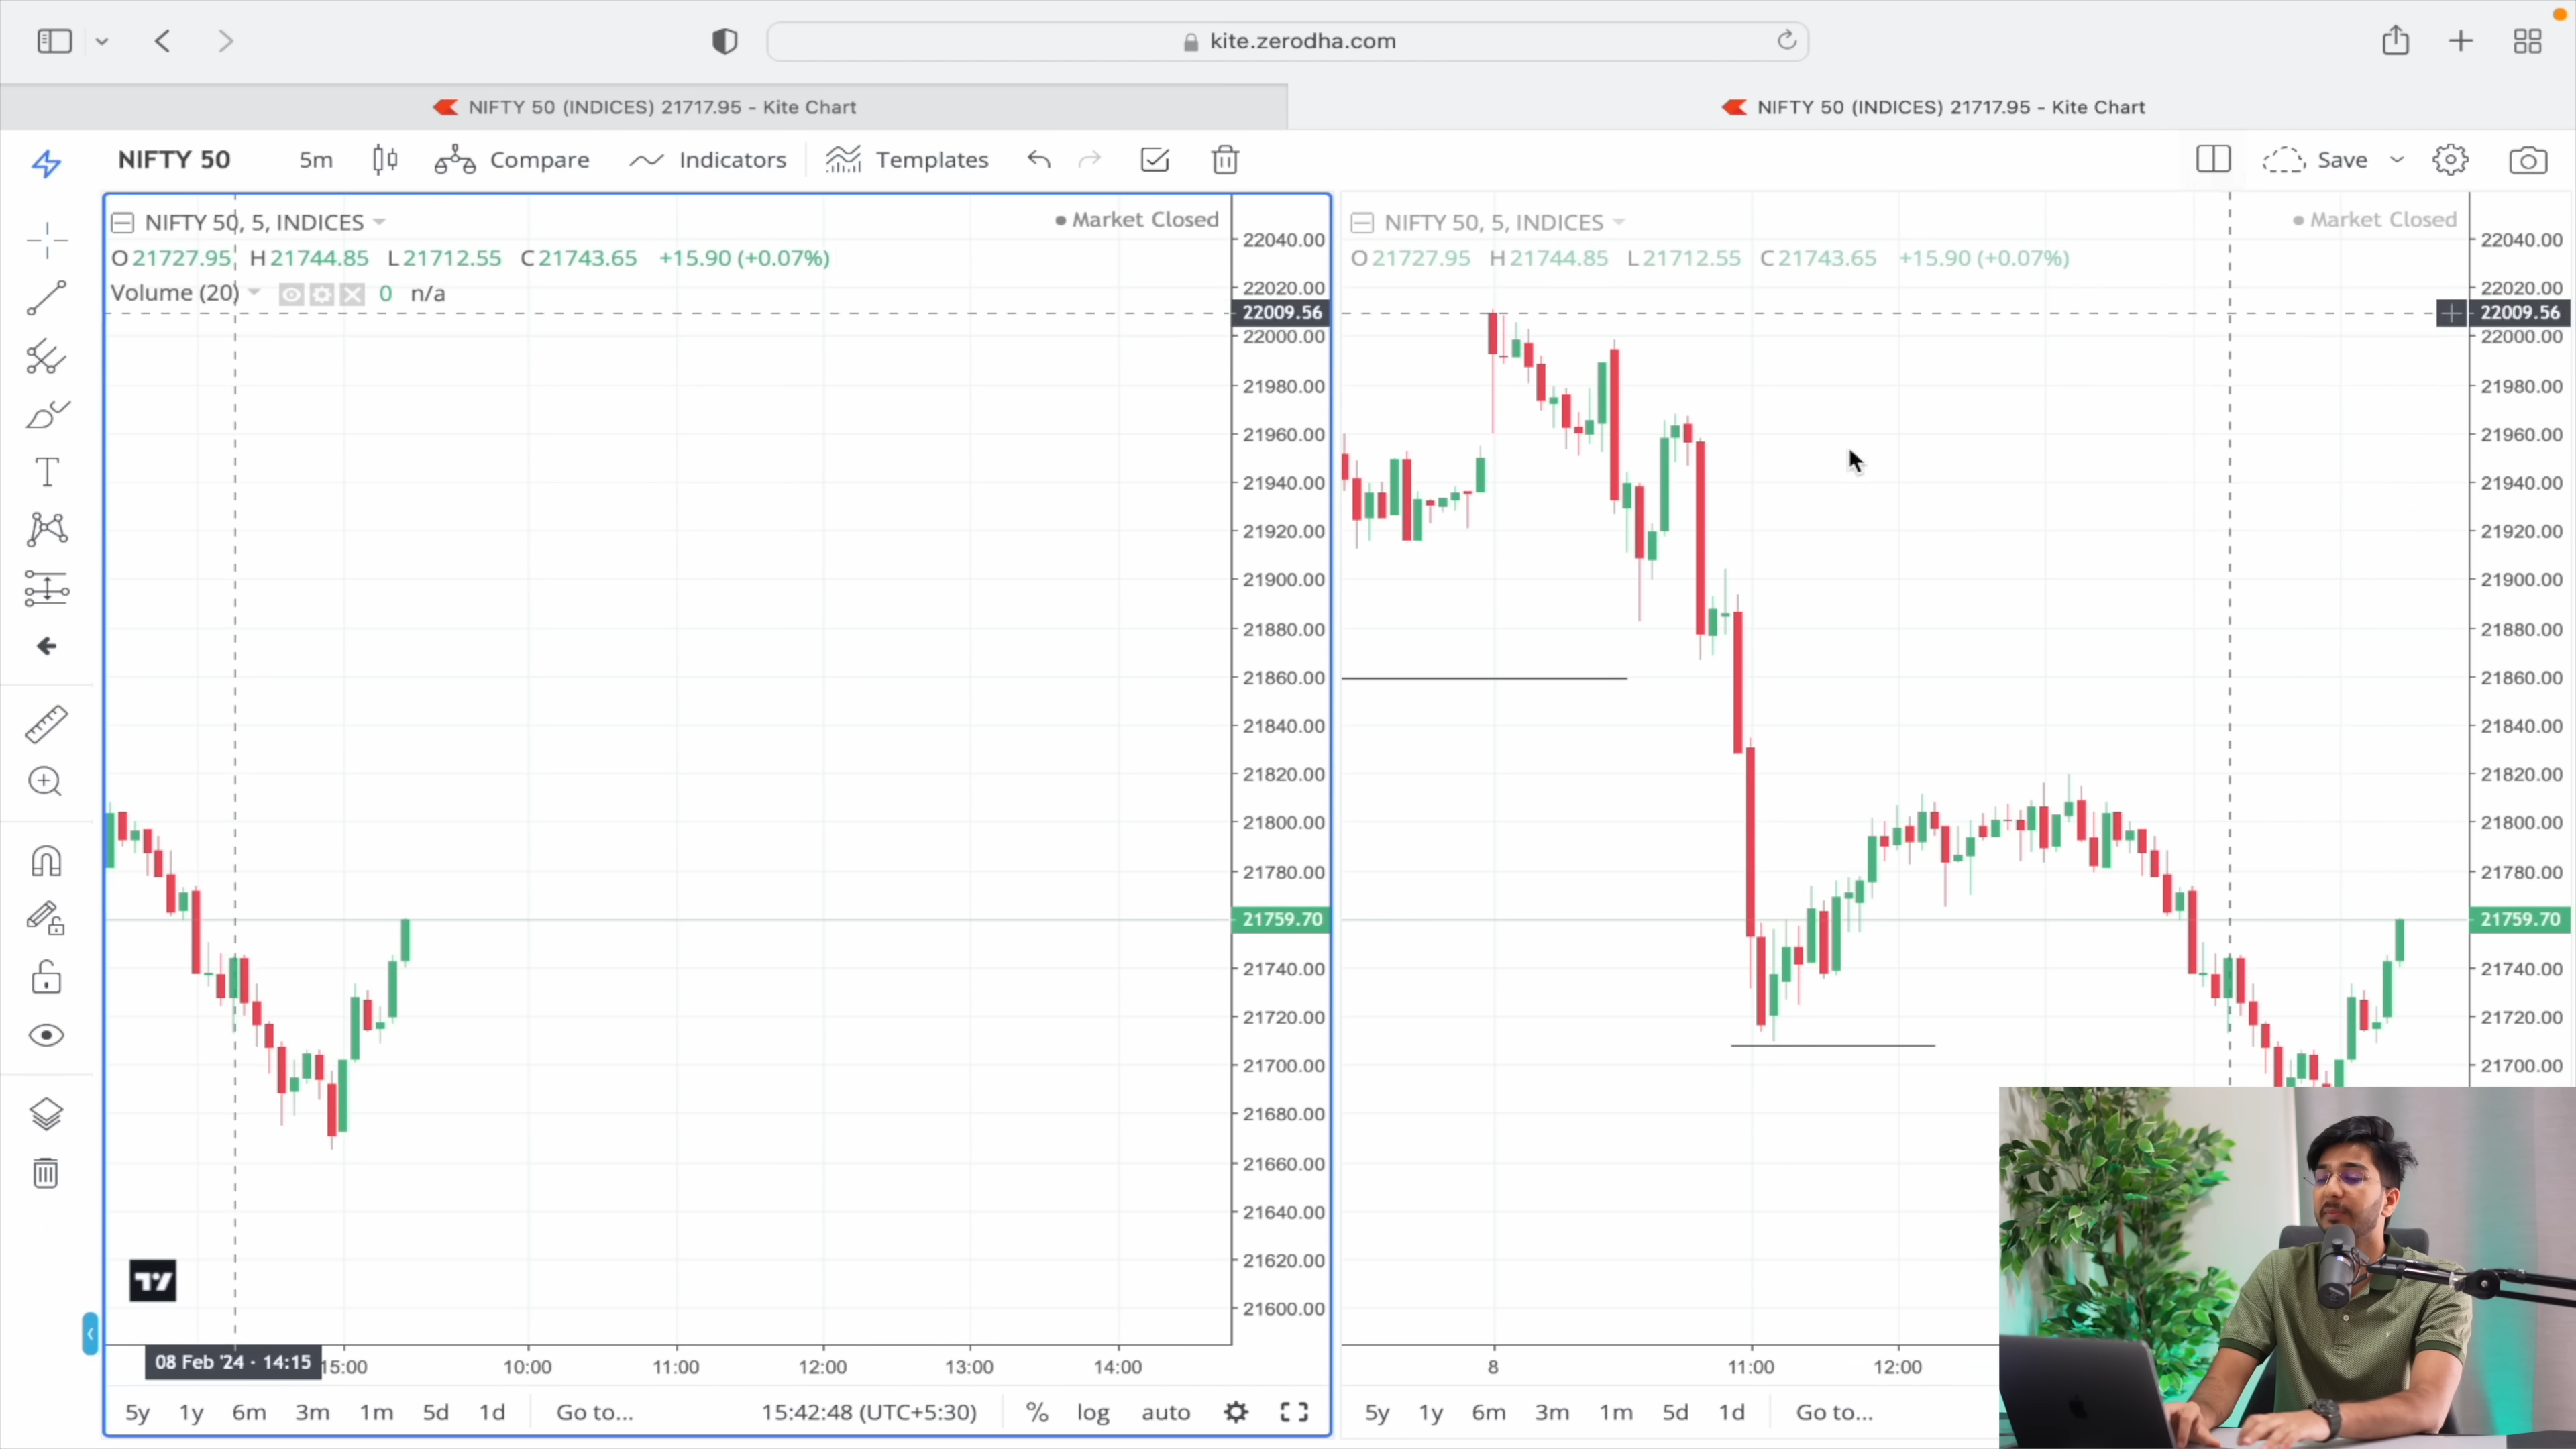 kite.zerodha.com
NIFTY 50 (INDICES) 21717.95 - Kite Chart
NIFTY 50 (INDICES) 21717.95 - Kite Chart
NIFTY 50 5m Compare Indicators Templates Save
NIFTY 50, 5, INDICES
Market Closed
O21727.95 H21744.85 L21712.55 C21743.65 +15.90 (+0.07%)
Volume (20) 0 n/a
22040.00
22020.00
22009.56
22000.00
21980.00
21960.00
21940.00
21920.00
21900.00
21880.00
21860.00
21840.00
21820.00
21800.00
21780.00
21759.70
21740.00
21720.00
21700.00
21680.00
21660.00
21640.00
21620.00
21600.00
08 Feb '24 · 14:15 15:00 10:00 11:00 12:00 13:00 14:00
5y 1y 6m 3m 1m 5d 1d Go to... 15:42:48 (UTC+5:30) % log auto
NIFTY 50, 5, INDICES
Market Closed
O21727.95 H21744.85 L21712.55 C21743.65 +15.90 (+0.07%)
22040.00
22020.00
22009.56
22000.00
21980.00
21960.00
21940.00
21920.00
21900.00
21880.00
21860.00
21840.00
21820.00
21800.00
21780.00
21759.70
21740.00
21720.00
21700.00
8 11:00 12:00
5y 1y 6m 3m 1m 5d 1d Go to...